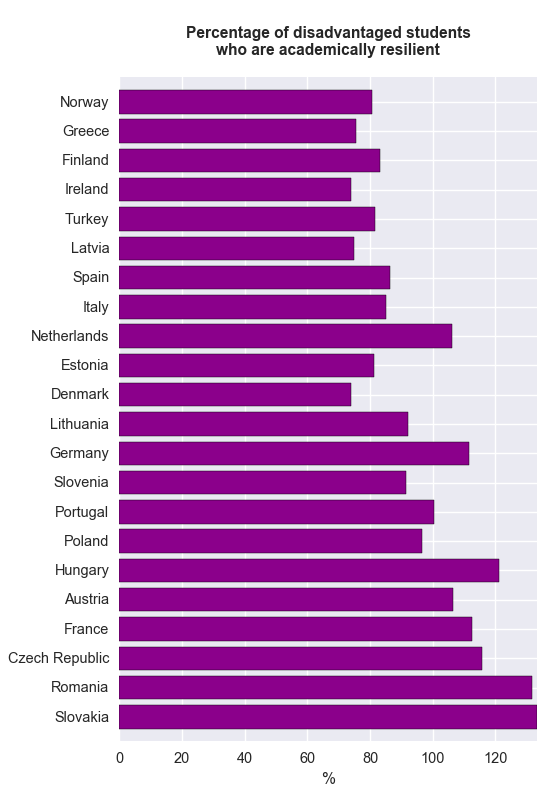 Percentage of disadvantaged students
who are academically resilient
Norway
Greece
Finland
Ireland
Turkey
Latvia
Spain
Italy
Netherlands
Estonia
Denmark
Lithuania
Germany
Slovenia
Portugal
Poland
Hungary
Austria
France
Czech Republic
Romania
Slovakia
0 20 40 60 80 100 120
%